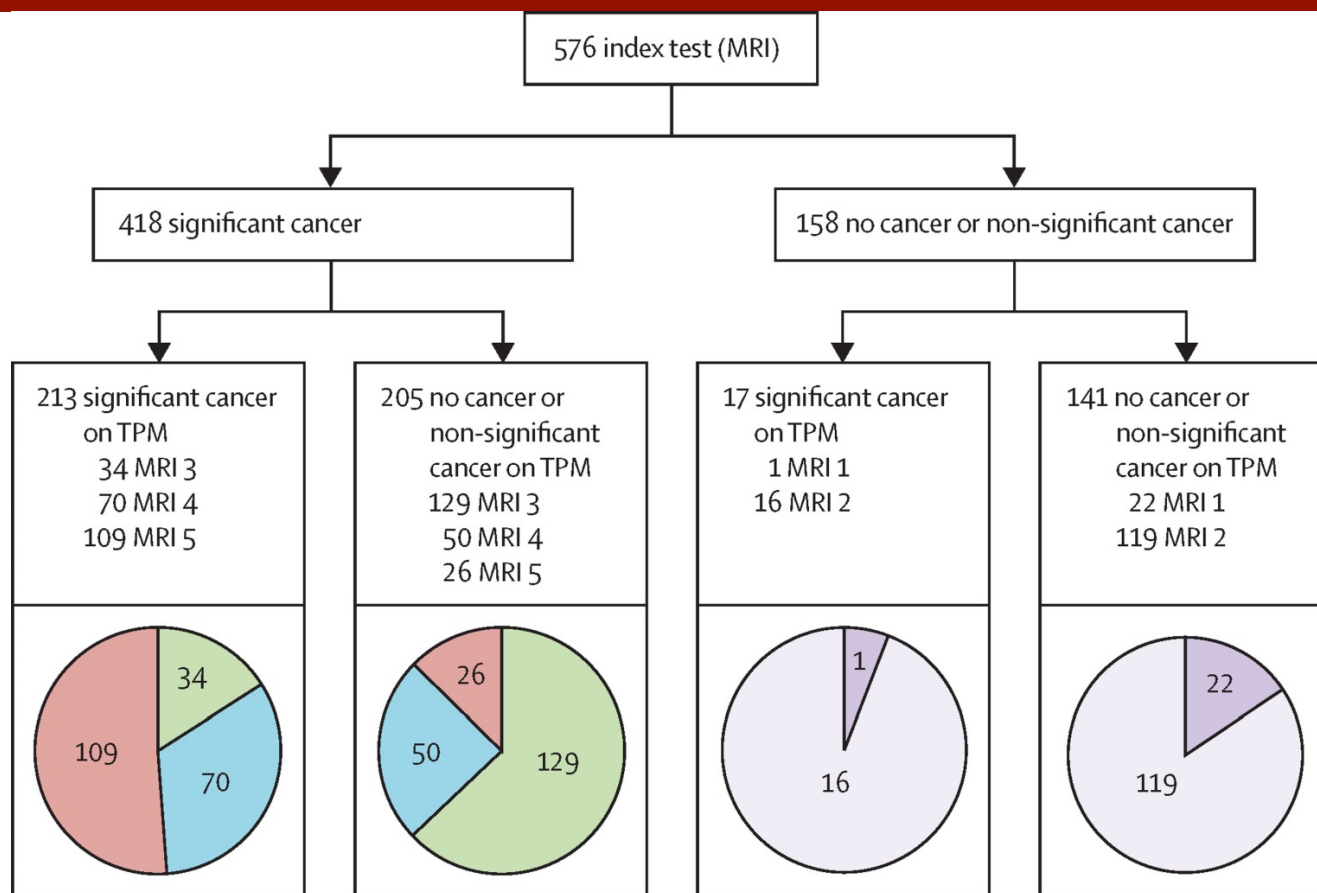 576 index test (MRI)
418 significant cancer
158 no cancer or non-significant cancer
213 significant cancer
on TPM
34 MRI 3
70 MRI 4
109 MRI 5
205 no cancer or
non-significant
cancer on TPM
129 MRI 3
50 MRI 4
26 MRI 5
17 significant cancer
on TPM
1 MRI 1
16 MRI 2
141 no cancer or
non-significant
cancer on TPM
22 MRI 1
119 MRI 2
34
109
70
26
50
129
1
16
22
119